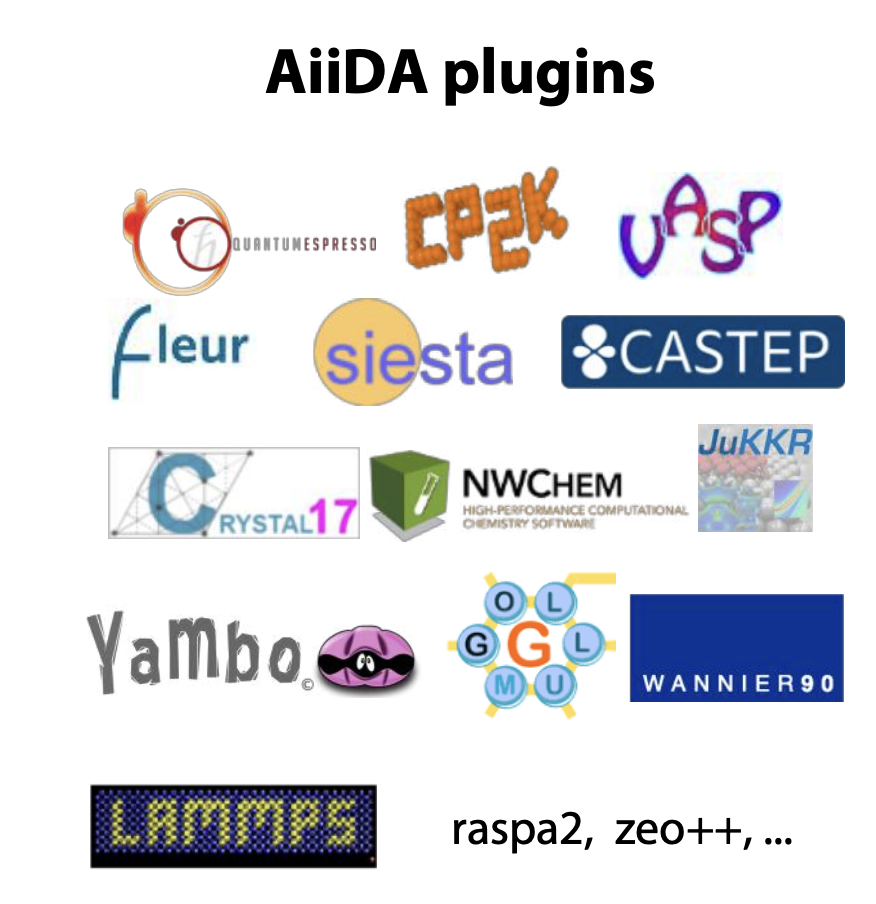 AiiDA plugins
ħ QUANTUMESPRESSO
CP2K
VASP
fleur
siesta
CASTEP
CRYSTAL17
NWCHEM
HIGH-PERFORMANCE COMPUTATIONAL
CHEMISTRY SOFTWARE
JuKKR
Yambo©
O L
G G L
M U
WANNIER90
LAMMPS
raspa2, zeo++, ...